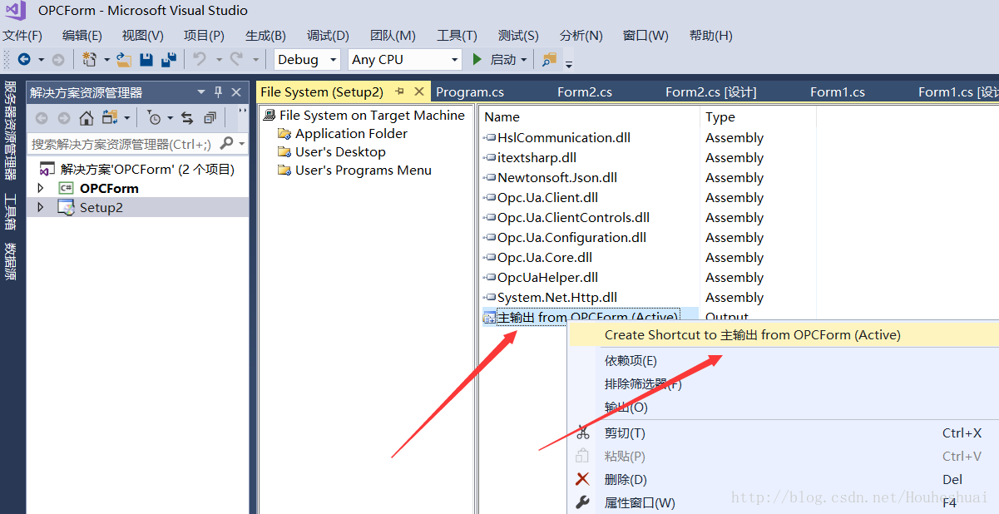 OPCForm - Microsoft Visual Studio
文件(F) 编辑(E) 视图(V) 项目(P) 生成(B) 调试(D) 团队(M) 工具(T) 测试(S) 分析(N) 窗口(W) 帮助(H)
Debug Any CPU 启动
服务器资源管理器
工具箱
数据源
解决方案资源管理器
搜索解决方案资源管理器(Ctrl+;)
解决方案'OPCForm' (2 个项目)
C# OPCForm
Setup2
File System (Setup2) Program.cs Form2.cs Form2.cs [设计] Form1.cs Form1.cs [设计
File System on Target Machine
Application Folder
User's Desktop
User's Programs Menu
Name Type
HslCommunication.dll Assembly
itextsharp.dll Assembly
Newtonsoft.Json.dll Assembly
Opc.Ua.Client.dll Assembly
Opc.Ua.ClientControls.dll Assembly
Opc.Ua.Configuration.dll Assembly
Opc.Ua.Core.dll Assembly
OpcUaHelper.dll Assembly
System.Net.Http.dll Assembly
主输出 from OPCForm (Active) Output
Create Shortcut to 主输出 from OPCForm (Active)
依赖项(E)
排除筛选器(F)
输出(O)
剪切(T) Ctrl+X
粘贴(P) Ctrl+V
删除(D) Del
属性窗口(W) F4
http://blog.csdn.net/Houheshuai